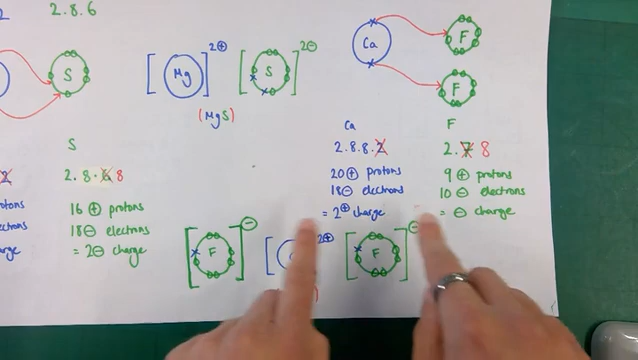 2.8.6
2
S
[Mg]2⊕ [S]2⊖
(MgS)
Ca
F
F
S
2.8.6 8
16 ⊕ protons
18 ⊖ electrons
= 2⊖ charge
Ca
2.8.8.2
20 ⊕ protons
18 ⊖ electrons
= 2⊕ charge
F
2.7 8
9 ⊕ protons
10 ⊖ electrons
= ⊖ charge
[F]⊖ [C 2⊕ [F]⊖